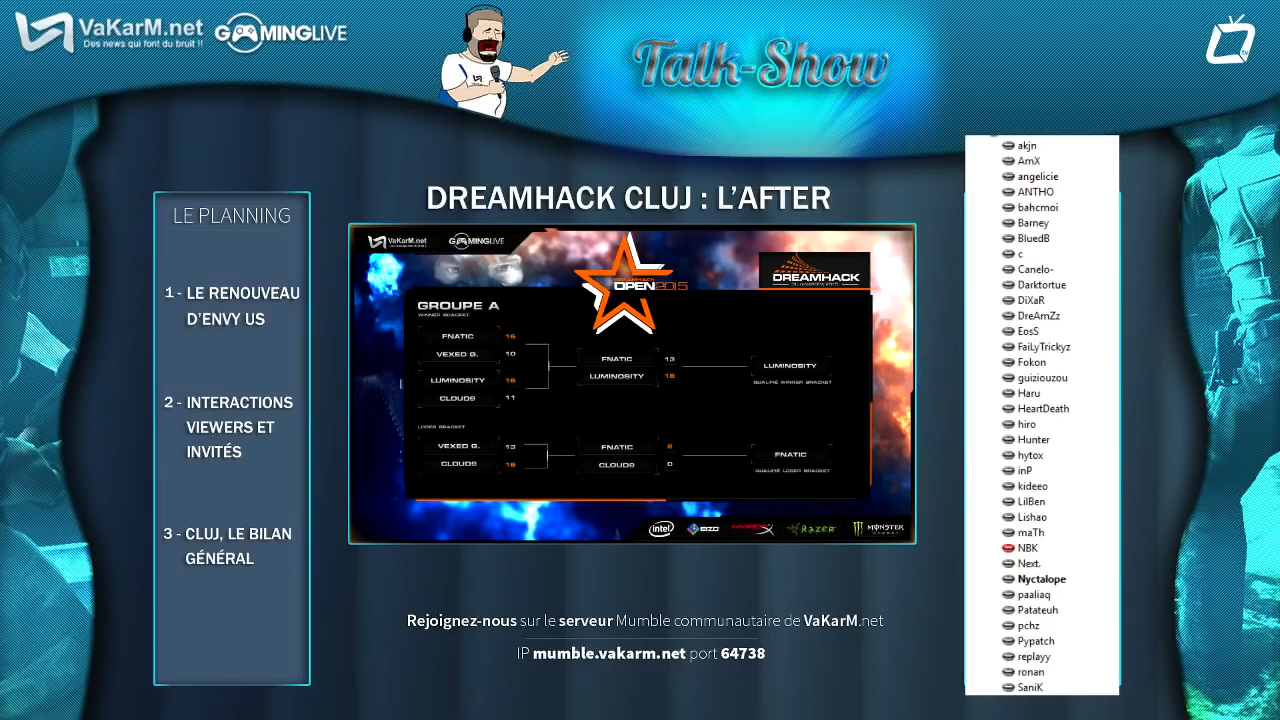 VaKarM.net
Des news qui font du bruit !!
GAMINGLIVE
Talk-Show
TV
LE PLANNING
1 - LE RENOUVEAU
D'ENVY US
2 - INTERACTIONS
VIEWERS ET
INVITÉS
3 - CLUJ, LE BILAN
GÉNÉRAL
DREAMHACK CLUJ : L'AFTER
VaKarM.net
GAMINGLIVE
DREAMHACK
OPEN 2015
DREAMHACK
GROUPE A
WINNER BRACKET
FNATIC 16
VEXED G. 10
LUMINOSITY 16
CLOUD9 11
FNATIC 13
LUMINOSITY 16
LUMINOSITY
QUALIFIÉ WINNER BRACKET
LOSER BRACKET
VEXED G. 13
CLOUD9 16
FNATIC 2
CLOUD9 0
FNATIC
QUALIFIÉ LOSER BRACKET
intel
EIZO
HYPERX
RAZER
MONSTER
ENERGY
Rejoignez-nous sur le serveur Mumble communautaire de VaKarM.net
IP mumble.vakarm.net port 64738
akjn
AmX
angelicie
ANTHO
bahcmoi
Barney
BluedB
c
Canelo-
Darktortue
DiXaR
DreAmZz
EosS
FaiLyTrickyz
Fokon
guiziouzou
Haru
HeartDeath
hiro
Hunter
hytox
inP
kideeo
LilBen
Lishao
maTh
NBK
Next.
Nyctalope
paaliaq
Patateuh
pchz
Pypatch
replayy
ronan
SaniK